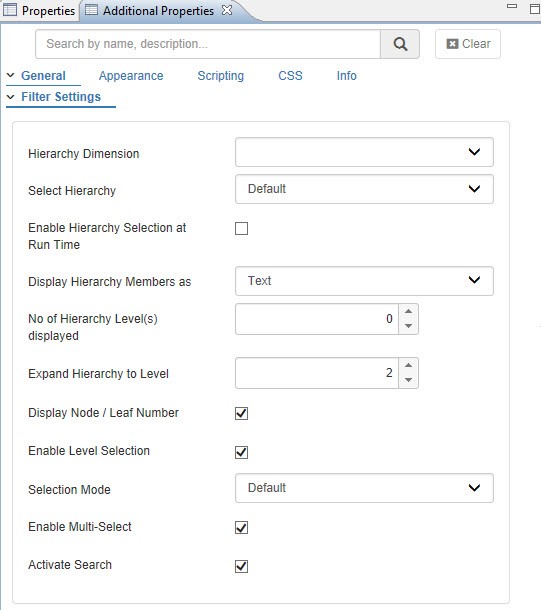 Properties Additional Properties
Search by name, description... Clear
General Appearance Scripting CSS Info
Filter Settings
Hierarchy Dimension
Select Hierarchy Default
Enable Hierarchy Selection at
Run Time
Display Hierarchy Members as Text
No of Hierarchy Level(s)
displayed 0
Expand Hierarchy to Level 2
Display Node / Leaf Number
Enable Level Selection
Selection Mode Default
Enable Multi-Select
Activate Search